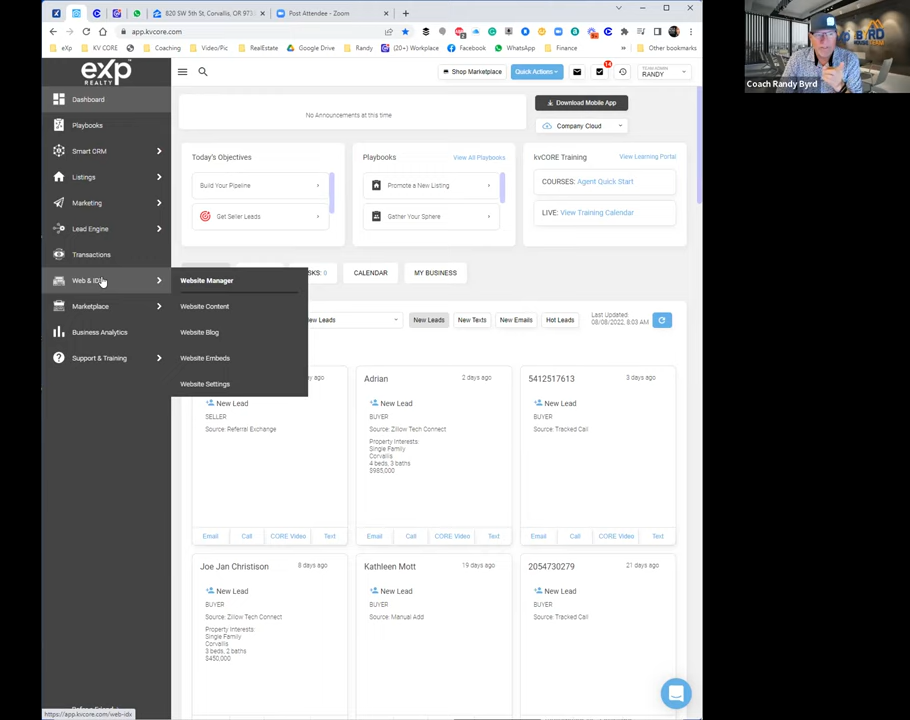 820 SW 5th St, Corvallis, OR 973
Post Attendee - Zoom
app.kvcore.com
eXp
KV CORE
Coaching
Video/Pic
RealEstate
Google Drive
Randy
(20+) Workplace
Facebook
WhatsApp
Finance
Other bookmarks
Coach Randy Byrd
BYRD
HOUSE TEAM
exp
REALTY
Shop Marketplace
Quick Actions
14
TEAM ADMIN
RANDY
Dashboard
Playbooks
Smart CRM
Listings
Marketing
Lead Engine
Transactions
Web & ID
Marketplace
Business Analytics
Support & Training
Website Manager
Website Content
Website Blog
Website Embeds
Website Settings
No Announcements at this time
Download Mobile App
Company Cloud
Today's Objectives
Build Your Pipeline
Get Seller Leads
Playbooks
View All Playbooks
Promote a New Listing
Gather Your Sphere
kvCORE Training
View Learning Portal
COURSES: Agent Quick Start
LIVE: View Training Calendar
SKS: 0
CALENDAR
MY BUSINESS
ew Leads
New Leads
New Texts
New Emails
Hot Leads
Last Updated:
08/08/2022, 8:03 AM
ay ago
New Lead
SELLER
Source: Referral Exchange
Email
Call
CORE Video
Text
Adrian
2 days ago
New Lead
BUYER
Source: Zillow Tech Connect
Property Interests:
Single Family
Corvallis
4 beds, 3 baths
$985,000
Email
Call
CORE Video
Text
5412517613
3 days ago
New Lead
BUYER
Source: Tracked Call
Email
Call
CORE Video
Text
Joe Jan Christison
8 days ago
New Lead
BUYER
Source: Zillow Tech Connect
Property Interests:
Single Family
Corvallis
3 beds, 2 baths
$450,000
Kathleen Mott
19 days ago
New Lead
BUYER
Source: Manual Add
2054730279
21 days ago
New Lead
BUYER
Source: Tracked Call
https://app.kvcore.com/web-idx